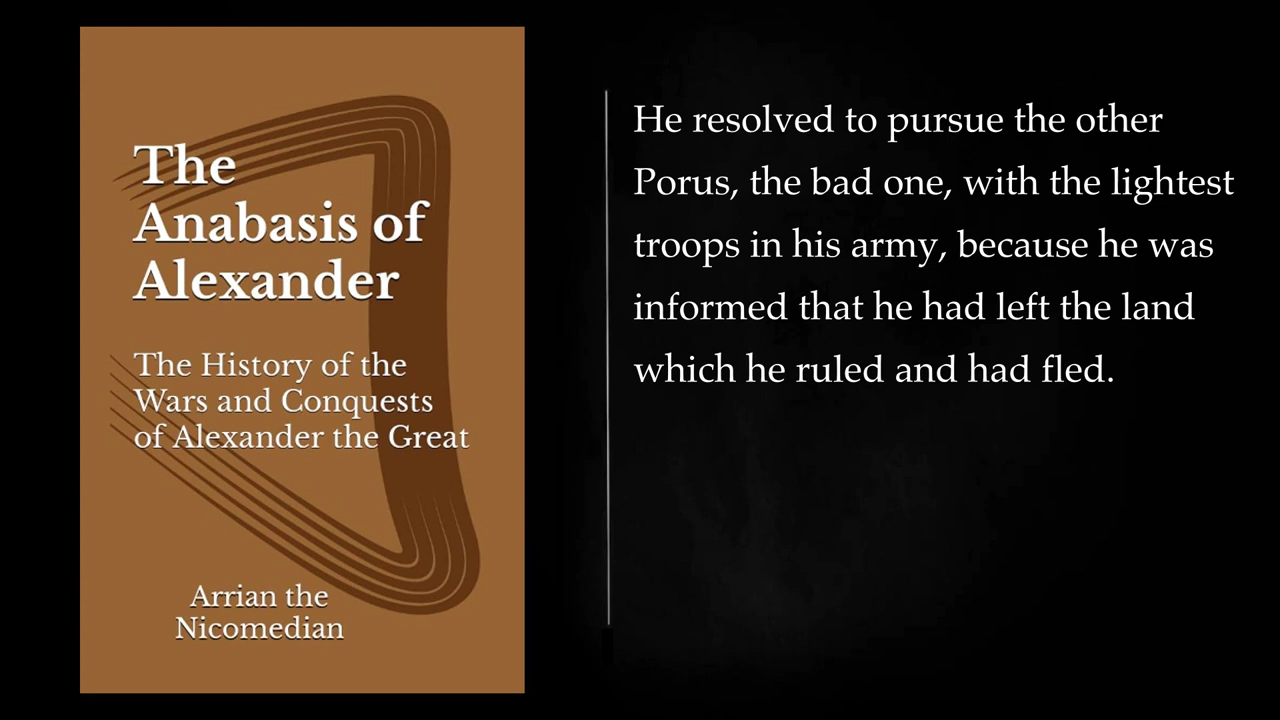 The
Anabasis of
Alexander
The History of the
Wars and Conquests
of Alexander the Great
Arrian the
Nicomedian
He resolved to pursue the other
Porus, the bad one, with the lightest
troops in his army, because he was
informed that he had left the land
which he ruled and had fled.